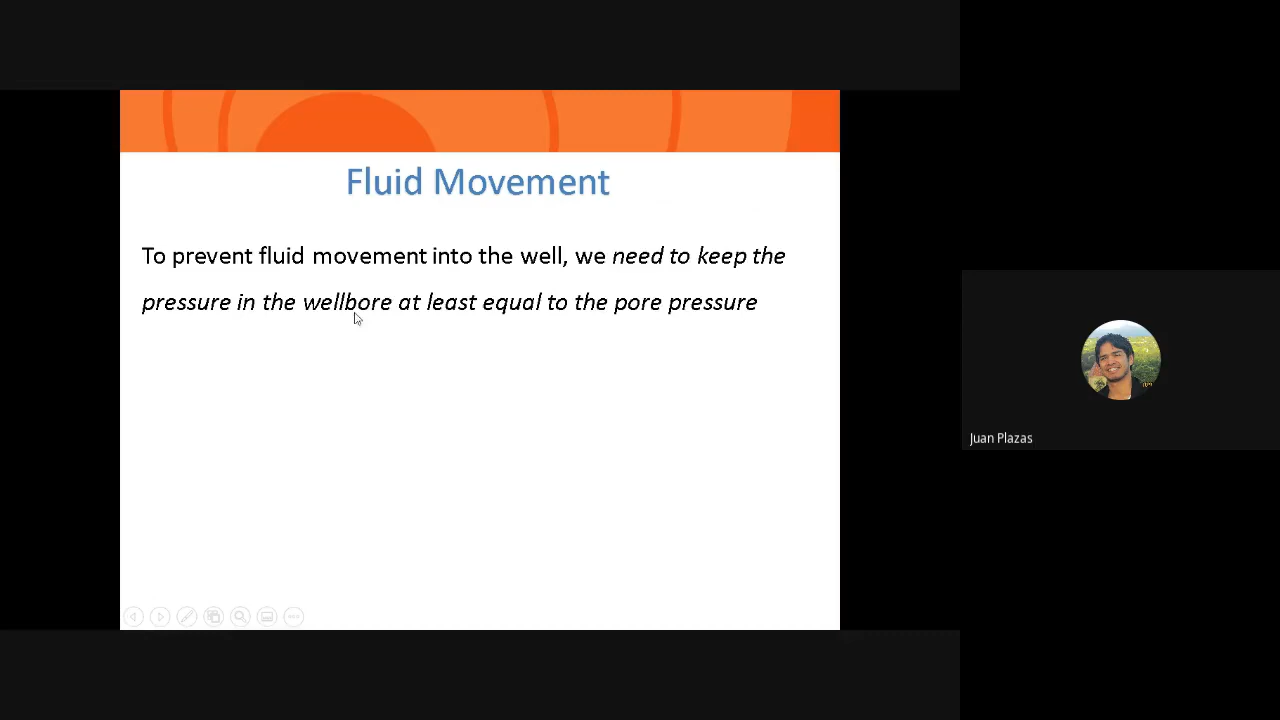 Fluid Movement
To prevent fluid movement into the well, we need to keep the
pressure in the wellbore at least equal to the pore pressure
Juan Plazas